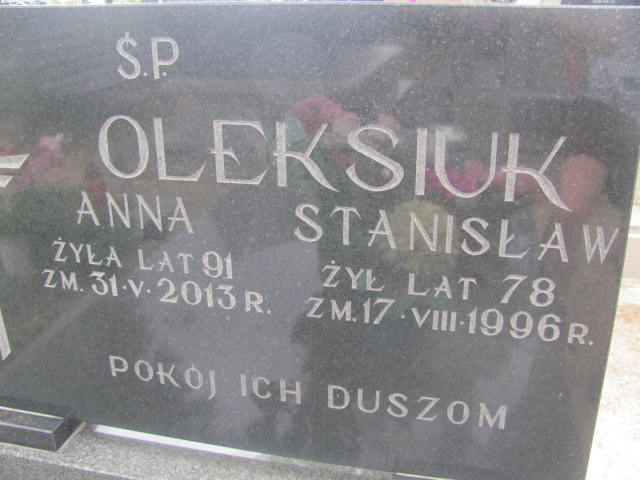 Ś.P.
OLEKSIUK
ANNA STANISŁAW
ŻYŁA LAT 91 ŻYŁ LAT 78
ZM. 31·V·2013 R. ZM. 17·VIII·1996 R.
POKÓJ ICH DUSZOM